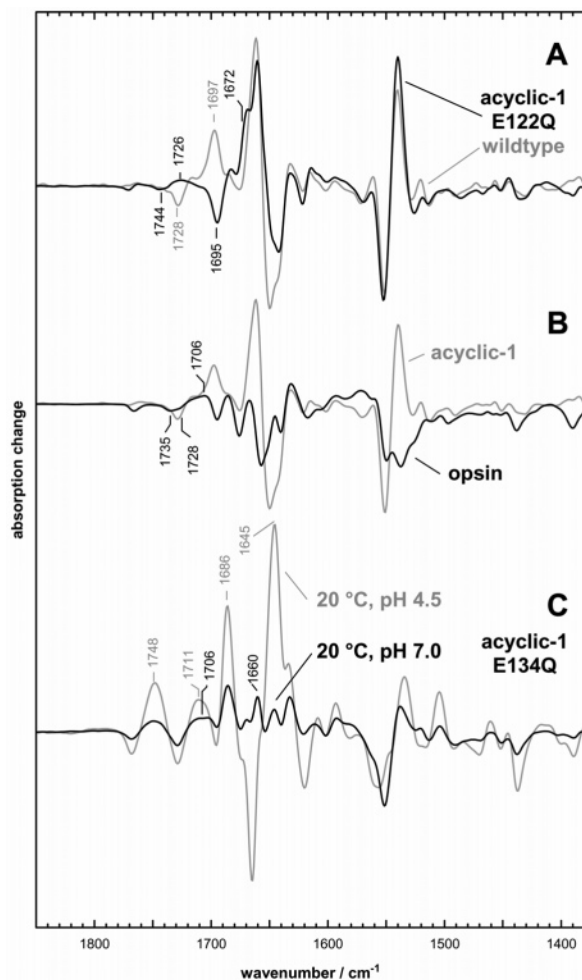 A
1697
1672
acyclic-1
E122Q
wildtype
1726
1744
1728
1695
B
1706
acyclic-1
1735
1728
opsin
absorption change
1645
C
1686
20 °C, pH 4.5
1748
1711
1706
1660
20 °C, pH 7.0
acyclic-1
E134Q
1800 1700 1600 1500 1400
wavenumber / cm⁻¹